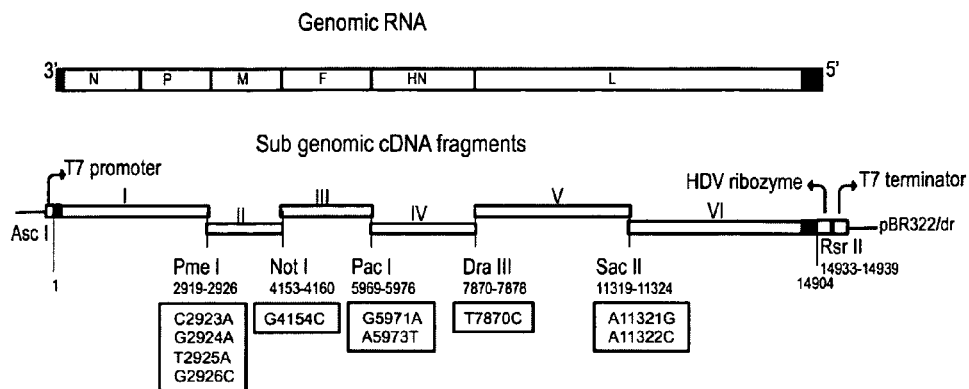 Genomic RNA
3' N P M F HN L 5'
Sub genomic cDNA fragments
T7 promoter HDV ribozyme T7 terminator
I II III IV V VI
Asc I pBR322/dr
Rsr II
14933-14939
1 14904
Pme I Not I Pac I Dra III Sac II
2919-2926 4153-4160 5969-5976 7870-7878 11319-11324
C2923A G4154C G5971A T7870C A11321G
G2924A A5973T A11322C
T2925A
G2926C